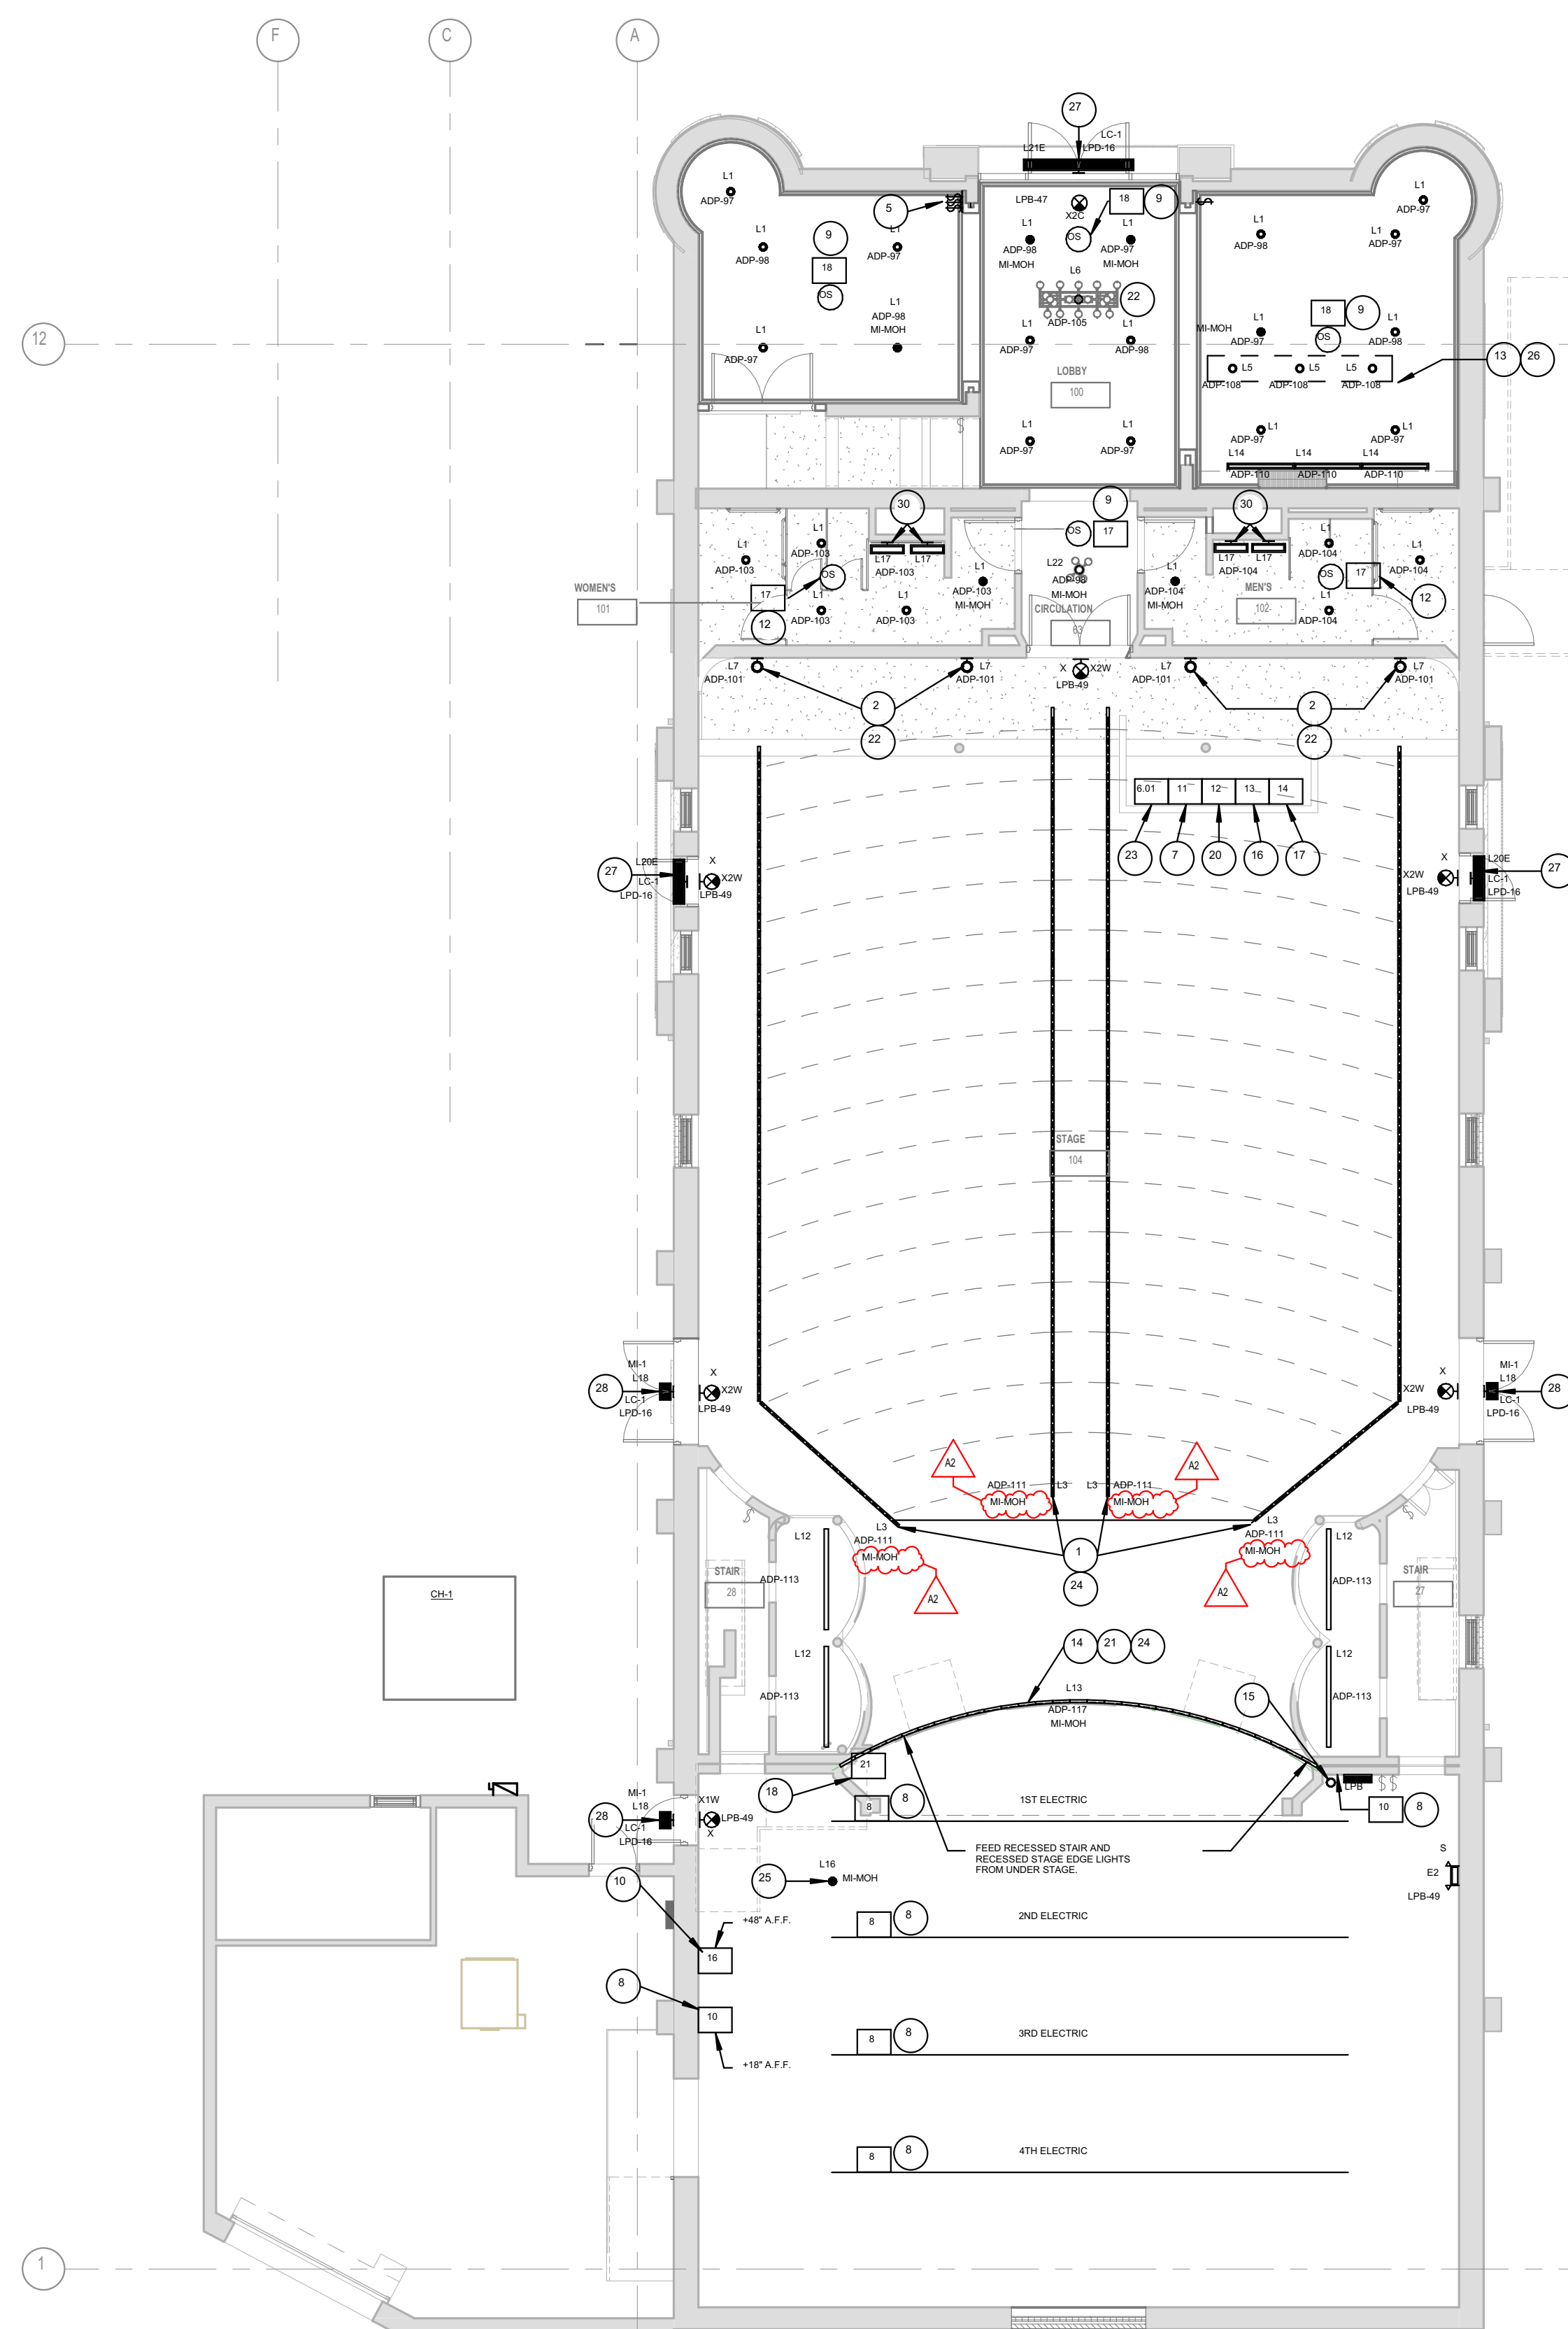 F
C
A
27
LC-1
L21E
LPD-16
L1
ADP-97
L1
ADP-98
9
18
OS
5
L1
ADP-97
L1
ADP-98
MI-MOH
L1
ADP-97
LPB-47
X2C
18
9
OS
L1
ADP-98
MI-MOH
L1
ADP-97
MI-MOH
L6
22
ADP-105
L1
ADP-97
L1
ADP-98
LOBBY
100
L1
ADP-97
L1
ADP-97
L1
ADP-97
L1
ADP-98
L1
ADP-97
18
9
OS
MI-MOH
L1
ADP-97
L1
ADP-98
12
13
26
L5
L5
L5
ADP-108
ADP-108
ADP-108
L1
ADP-97
L1
ADP-97
L14
L14
L14
ADP-110
ADP-110
ADP-110
30
9
30
OS
17
L1
ADP-103
L1
ADP-103
L17
L17
ADP-103
OS
L1
ADP-103
MI-MOH
L22
ADP-98
MI-MOH
L1
ADP-104
MI-MOH
L17
L17
ADP-104
L1
ADP-104
L1
ADP-104
OS
17
12
WOMEN'S
101
17
12
L1
ADP-103
L1
ADP-103
CIRCULATION
63
MEN'S
102
L1
ADP-104
L7
ADP-101
L7
ADP-101
X
X2W
LPB-49
L7
ADP-101
L7
ADP-101
2
22
2
22
6.01
11
12
13
14
23
7
20
16
17
27
L20E
LC-1
LPD-16
X
X2W
LPB-49
X
X2W
LPB-49
L20E
LC-1
LPD-16
27
STAGE
104
28
MI-1
L18
LC-1
LPD-16
X
X2W
LPB-49
X
X2W
LPB-49
MI-1
L18
LC-1
LPD-16
28
A2
A2
ADP-111
L3
L3
ADP-111
MI-MOH
MI-MOH
L3
ADP-111
MI-MOH
A2
L3
ADP-111
MI-MOH
A2
1
24
CH-1
STAIR
28
L12
ADP-113
L12
ADP-113
L12
ADP-113
L12
ADP-113
STAIR
27
14
21
24
L13
ADP-117
MI-MOH
15
21
18
8
8
1ST ELECTRIC
LPB
10
8
28
MI-1
L18
LC-1
LPD-16
X1W
LPB-49
X
FEED RECESSED STAIR AND
RECESSED STAGE EDGE LIGHTS
FROM UNDER STAGE.
S
E2
LPB-49
10
25
L16
MI-MOH
+48" A.F.F.
16
8
8
2ND ELECTRIC
8
10
+18" A.F.F.
8
8
3RD ELECTRIC
8
8
4TH ELECTRIC
1